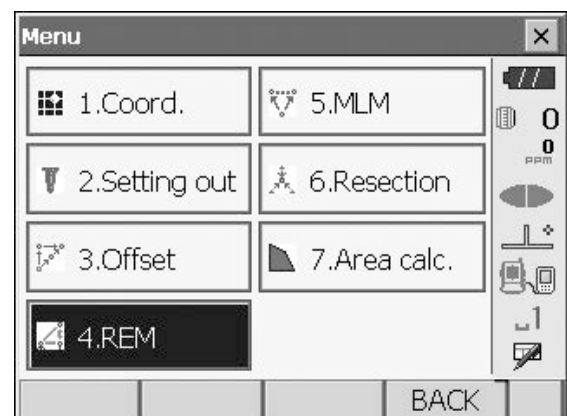 Menu
1.Coord.
2.Setting out
3.Offset
4.REM
5.MLM
6.Resection
7.Area calc.
0
0
ppm
1
BACK